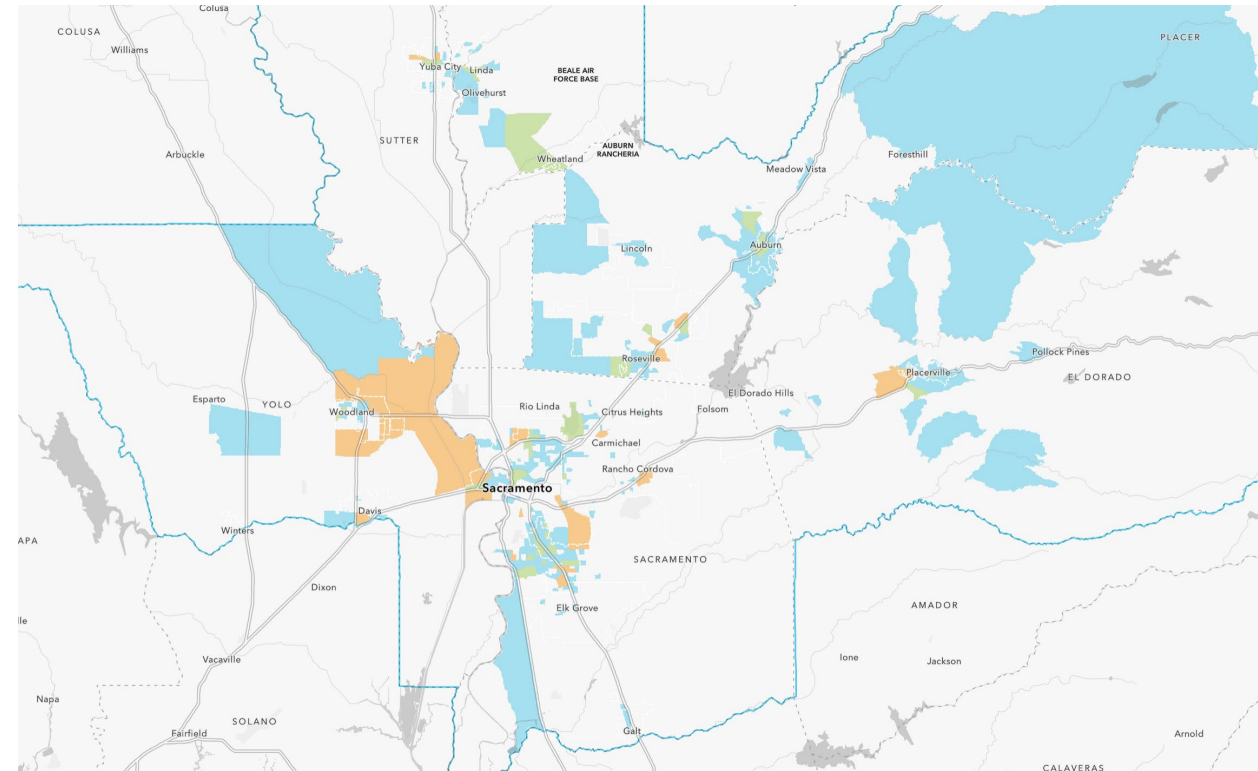 Colusa
COLUSA
Williams
PLACER
Yuba City
Linda
BEALE AIR
FORCE BASE
Olivehurst
SUTTER
Arbuckle
AUBURN
RANCHERIA
Wheatland
Foresthill
Meadow Vista
Auburn
Lincoln
Roseville
Pollock Pines
Placerville
EL DORADO
El Dorado Hills
Esparto
YOLO
Rio Linda
Woodland
Citrus Heights
Folsom
Carmichael
Rancho Cordova
Sacramento
Davis
Winters
APA
SACRAMENTO
Dixon
Elk Grove
AMADOR
lle
Vacaville
Ione
Jackson
Napa
SOLANO
Galt
Fairfield
Arnold
CALAVERAS